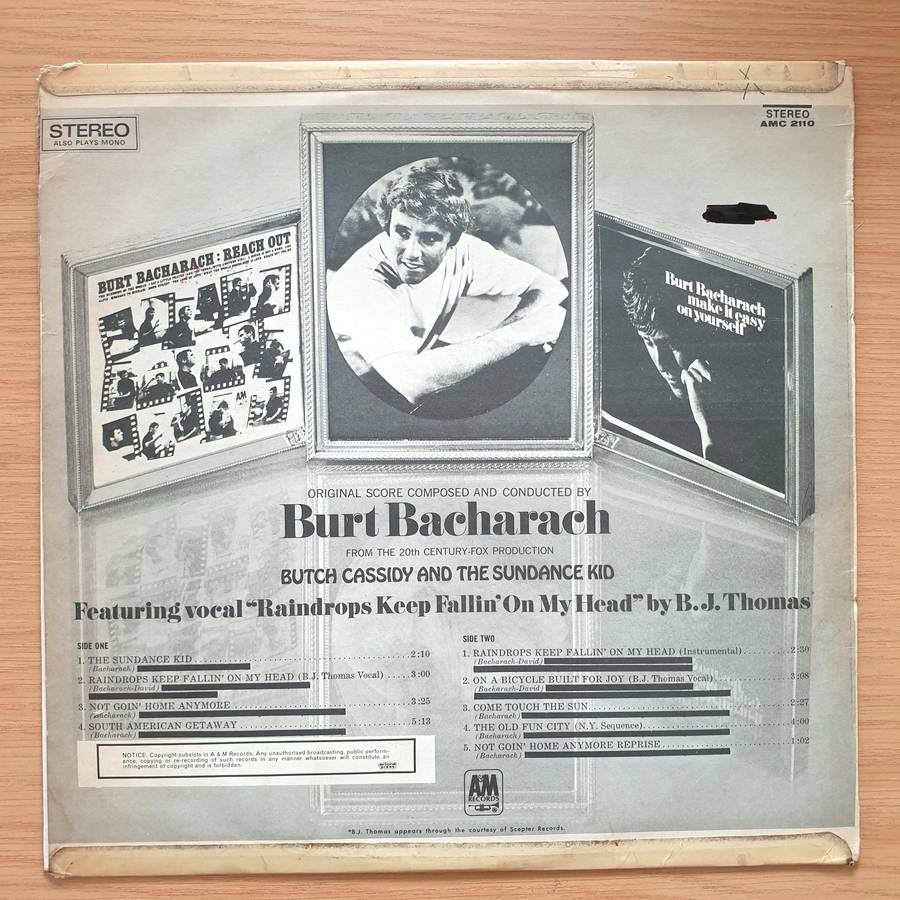 STEREO
ALSO PLAYS MONO
STEREO
AMC 2110
BURT BACHARACH : REACH OUT
AM
Burt Bacharach
make it easy
on yourself
ORIGINAL SCORE COMPOSED AND CONDUCTED BY
Burt Bacharach
FROM THE 20th CENTURY-FOX PRODUCTION
BUTCH CASSIDY AND THE SUNDANCE KID
Featuring vocal “Raindrops Keep Fallin’ On My Head” by B.J. Thomas
SIDE ONE
1. THE SUNDANCE KID 2:10
(Bacharach)
2. RAINDROPS KEEP FALLIN' ON MY HEAD (B.J. Thomas Vocal) 3:00
(Bacharach-David)
3. NOT GOIN' HOME ANYMORE 3:25
(Bacharach)
4. SOUTH AMERICAN GETAWAY 5:13
(Bacharach)
NOTICE: Copyright subsists in A & M Records. Any unauthorised broadcasting, public perform-
ance, copying or re-recording of such records in any manner whatsoever will constitute an
infringement of copyright and is forbidden.
SIDE TWO
1. RAINDROPS KEEP FALLIN' ON MY HEAD (Instrumental) 2:30
(Bacharach-David)
2. ON A BICYCLE BUILT FOR JOY (B.J. Thomas Vocal) 3:08
(Bacharach-David)
3. COME TOUCH THE SUN 2:27
(Bacharach)
4. THE OLD FUN CITY (N.Y. Sequence) 4:00
(Bacharach)
5. NOT GOIN' HOME ANYMORE REPRISE 1:02
(Bacharach)
AM
RECORDS
®
*B.J. Thomas appears through the courtesy of Scepter Records.